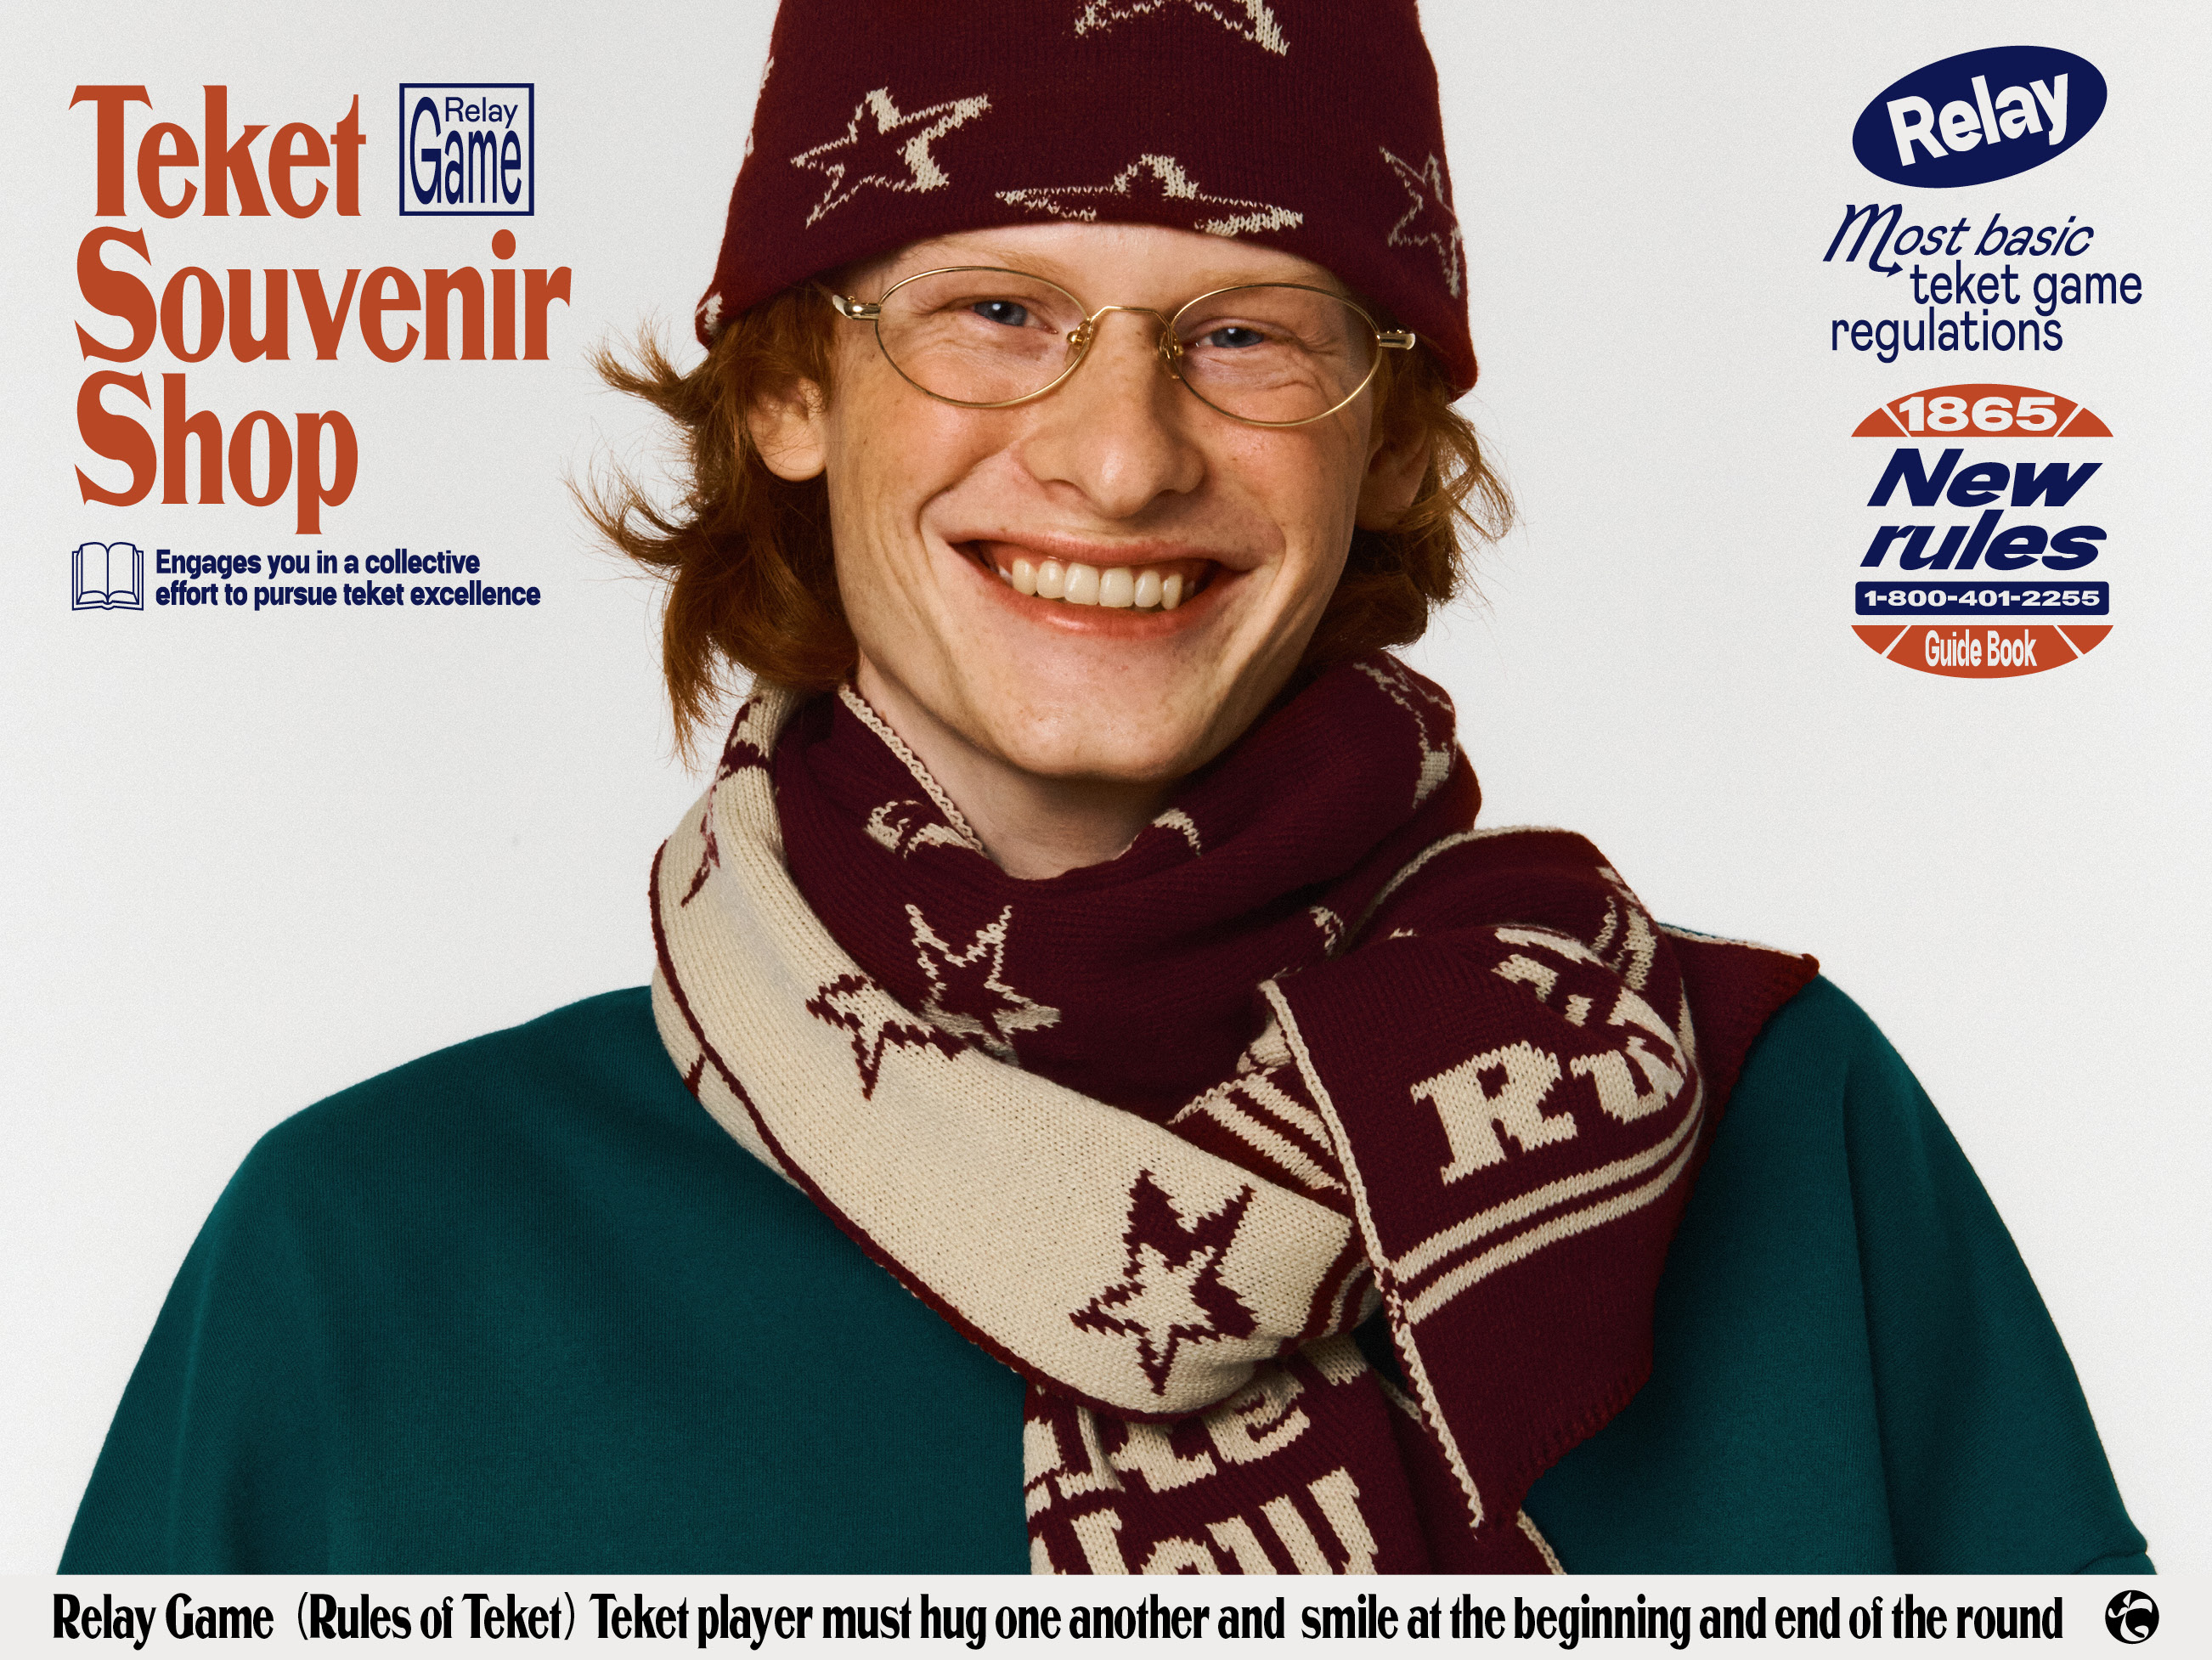 Teket
Souvenir
Shop
Relay
Game
Engages you in a collective
effort to pursue teket excellence
Relay
Most basic
teket game
regulations
1865
New
rules
1-800-401-2255
Guide Book
Relay Game (Rules of Teket) Teket player must hug one another and smile at the beginning and end of the round